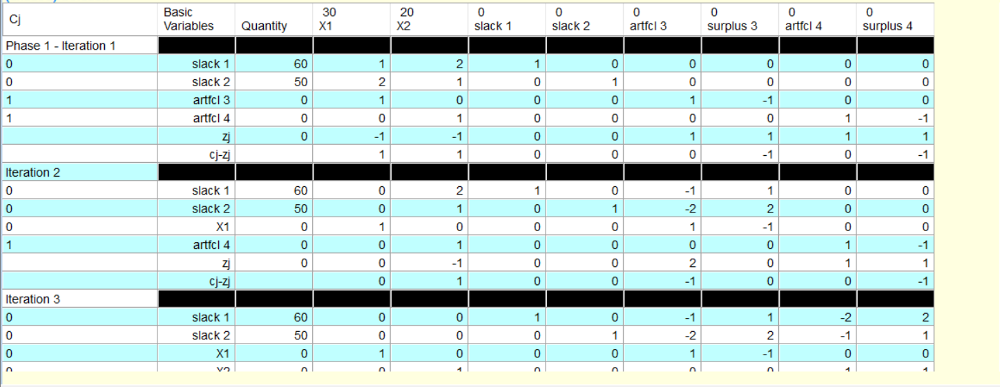 30 20 0 0 0 0 0 0
Cj Basic Variables Quantity X1 X2 slack 1 slack 2 artfcl 3 surplus 3 artfcl 4 surplus 4
Phase 1 - Iteration 1
0 slack 1 60 1 2 1 0 0 0 0 0
0 slack 2 50 2 1 0 1 0 0 0 0
1 artfcl 3 0 1 0 0 0 1 -1 0 0
1 artfcl 4 0 0 1 0 0 0 0 1 -1
zj 0 -1 -1 0 0 1 1 1 1
cj-zj 1 1 0 0 0 -1 0 -1
Iteration 2
0 slack 1 60 0 2 1 0 -1 1 0 0
0 slack 2 50 0 1 0 1 -2 2 0 0
0 X1 0 1 0 0 0 1 -1 0 0
1 artfcl 4 0 0 1 0 0 0 0 1 -1
zj 0 0 -1 0 0 2 0 1 1
cj-zj 0 1 0 0 -1 0 0 -1
Iteration 3
0 slack 1 60 0 0 1 0 -1 1 -2 2
0 slack 2 50 0 0 0 1 -2 2 -1 1
0 X1 0 1 0 0 0 1 -1 0 0
0 X2 0 0 1 0 0 0 0 1